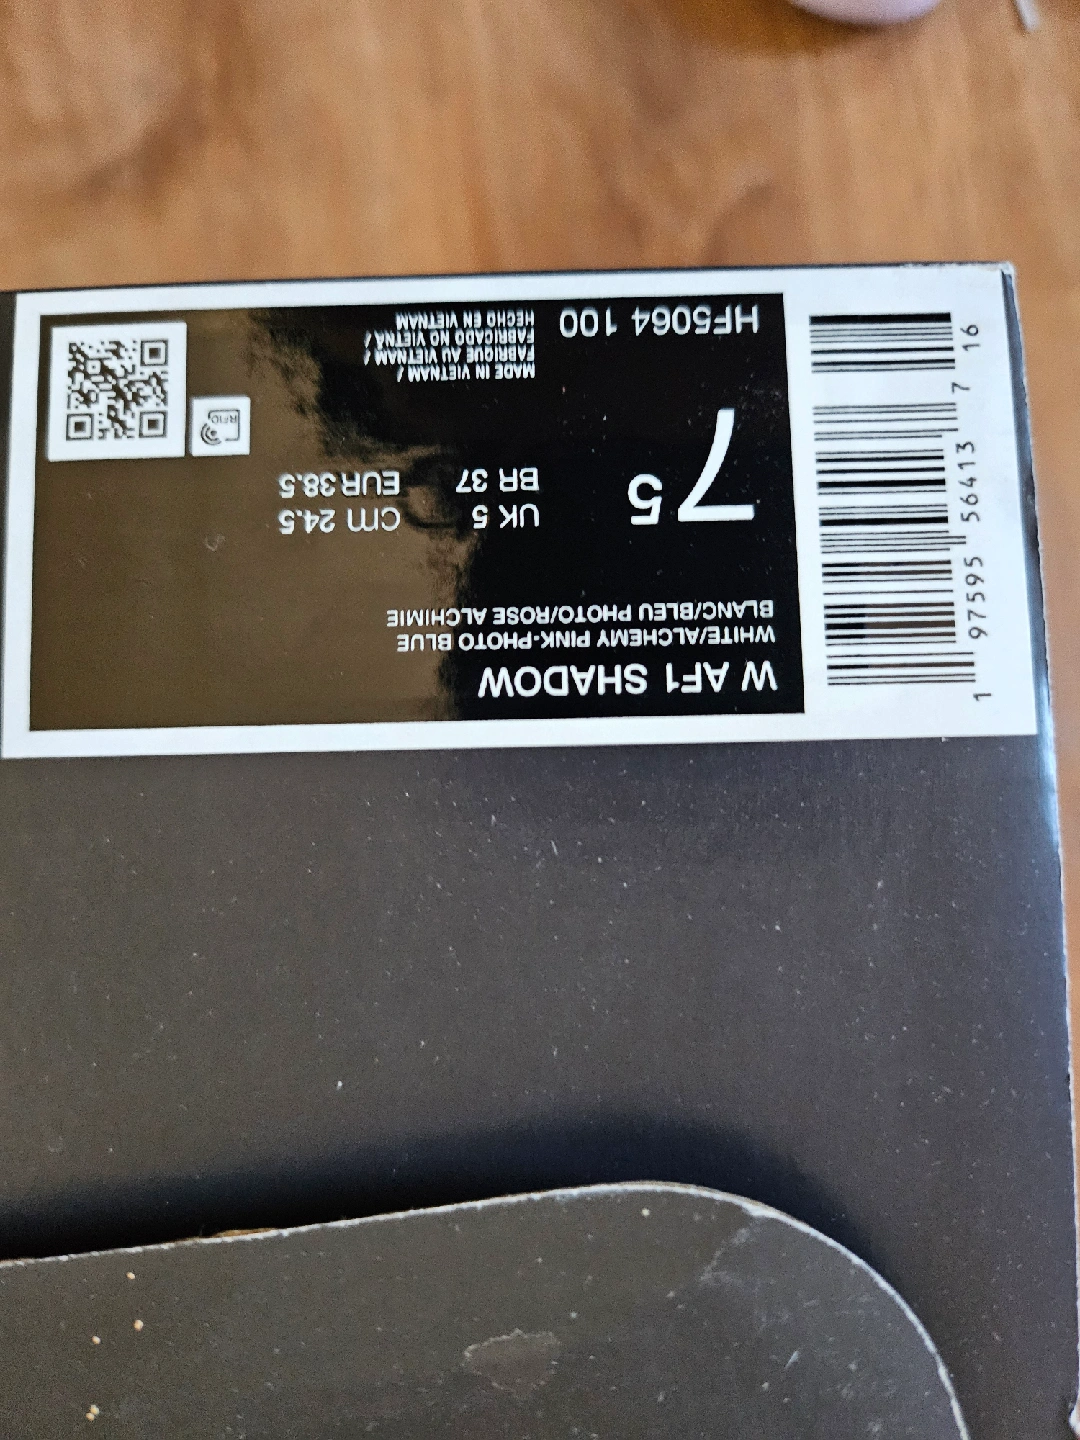 W AF1 SHADOW
WHITE/ALCHEMY PINK-PHOTO BLUE
BLANC/BLEU PHOTO/ROSE ALCHIMIE
7.5
UK 5
CM 24.5
BR 37
EUR 38.5
MADE IN VIETNAM /
FABRIQUE AU VIETNAM /
FABRICADO NO VIETNÃ /
HECHO EN VIETNAM
HF5064 100
RFID
1 97595 56413 7 16